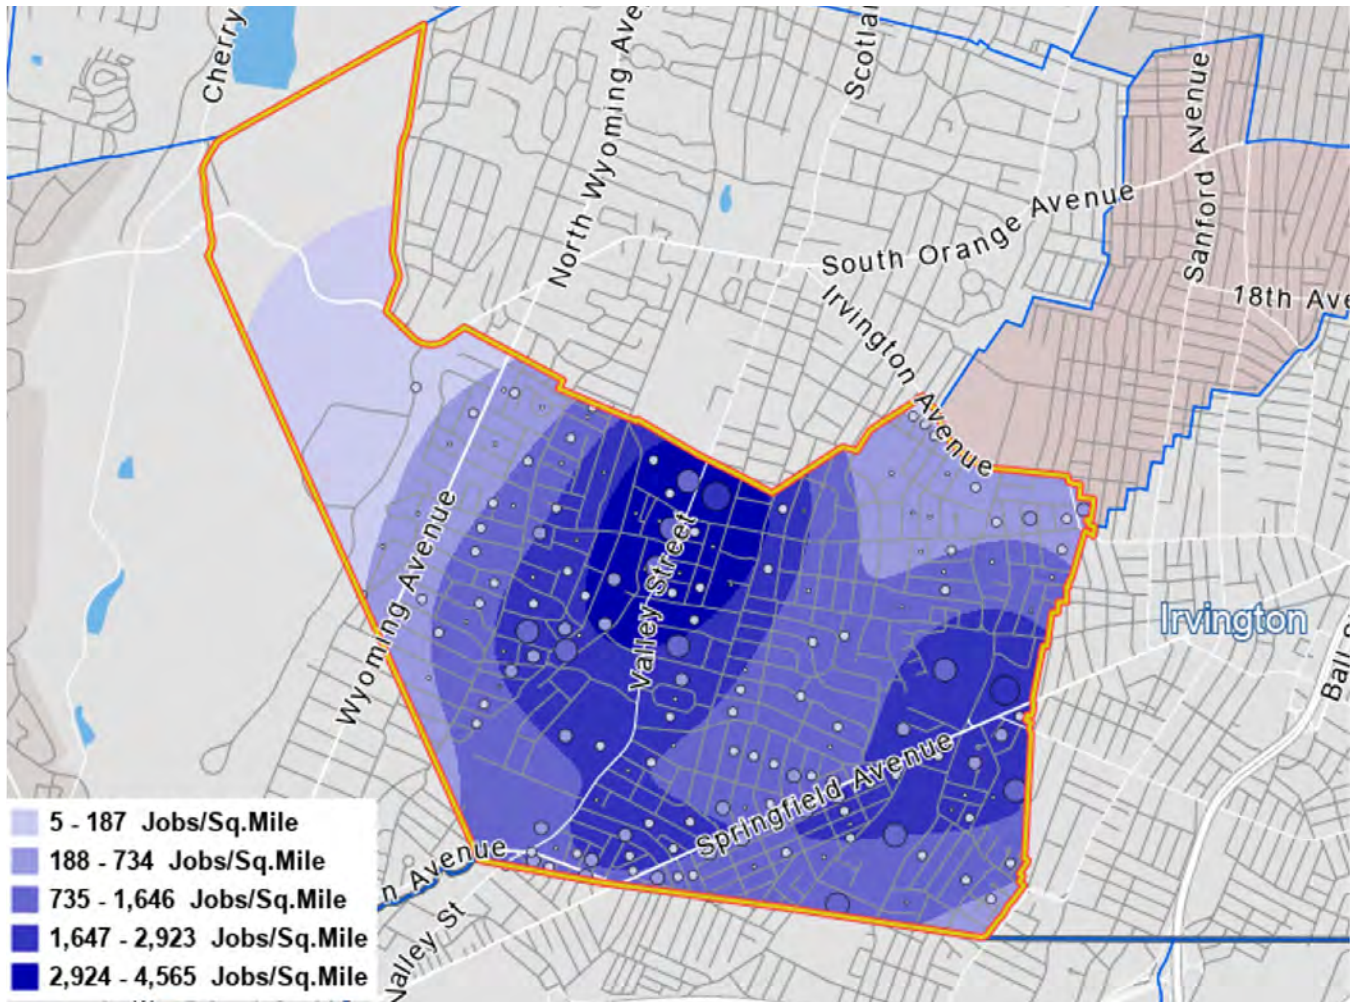 Cherry
North Wyoming Ave
Scotla
Sanford Avenue
South Orange Avenue
18th Ave
Irvington Avenue
Irvington
Wyoming Avenue
Valley Street
Springfield Avenue
Ball S
n Avenue
Valley St
5 - 187 Jobs/Sq.Mile
188 - 734 Jobs/Sq.Mile
735 - 1,646 Jobs/Sq.Mile
1,647 - 2,923 Jobs/Sq.Mile
2,924 - 4,565 Jobs/Sq.Mile